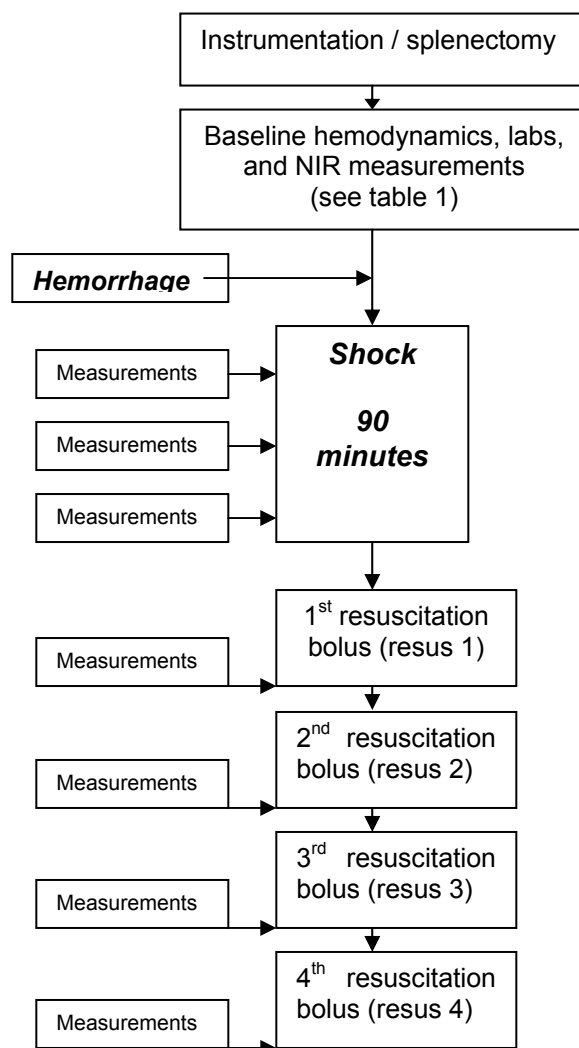 Instrumentation / splenectomy
Baseline hemodynamics, labs,
and NIR measurements
(see table 1)
Hemorrhage
Shock
90
minutes
Measurements
Measurements
Measurements
1st resuscitation
bolus (resus 1)
Measurements
2nd resuscitation
bolus (resus 2)
Measurements
3rd resuscitation
bolus (resus 3)
Measurements
4th resuscitation
bolus (resus 4)
Measurements